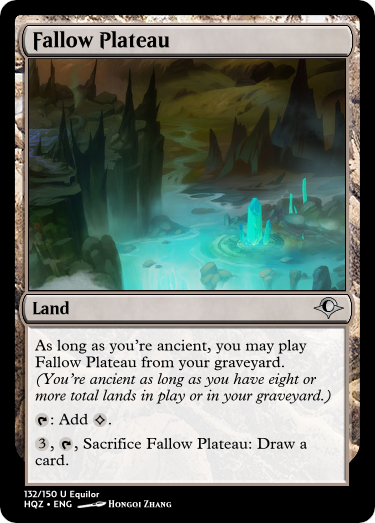 Fallow Plateau
Land
As long as you're ancient, you may play
Fallow Plateau from your graveyard.
(You're ancient as long as you have eight or
more total lands in play or in your graveyard.)
: Add .
3, , Sacrifice Fallow Plateau: Draw a
card.
132/150 U Equilor
HQZ • ENG Hongoi Zhang